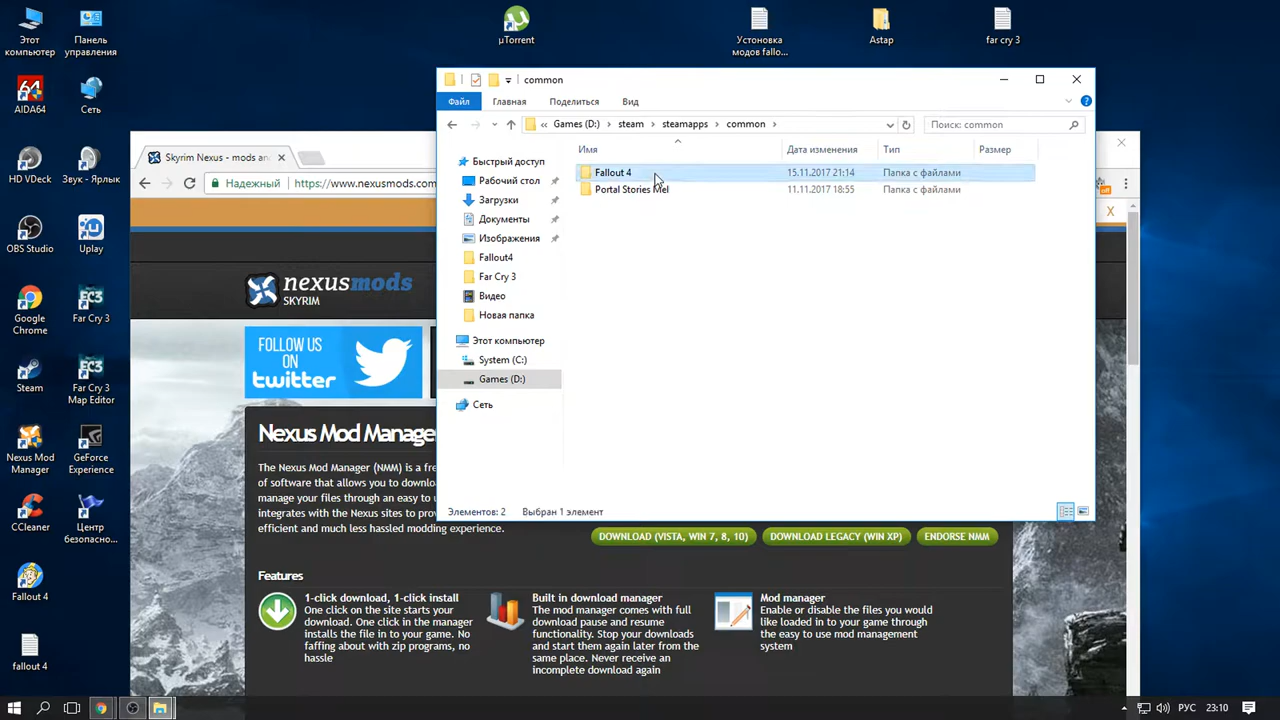 Этот компьютер
Панель управления
µTorrent
Устоновка модов fallo...
Astap
far cry 3
AIDA64
Сеть
HD VDeck
Звук - Ярлык
OBS Studio
Uplay
Google Chrome
Far Cry 3
Steam
Far Cry 3 Map Editor
Nexus Mod Manager
GeForce Experience
CCleaner
Центр безопасно...
Fallout 4
fallout 4
common
Файл
Главная
Поделиться
Вид
Games (D:)
steam
steamapps
common
Поиск: common
Быстрый доступ
Рабочий стол
Загрузки
Документы
Изображения
Fallout4
Far Cry 3
Видео
Новая папка
Этот компьютер
System (C:)
Games (D:)
Сеть
Имя
Дата изменения
Тип
Размер
Fallout 4
15.11.2017 21:14
Папка с файлами
Portal Stories Mel
11.11.2017 18:55
Папка с файлами
Элементов: 2
Выбран 1 элемент
Skyrim Nexus - mods an
Надежный
https://www.nexusmods.com
X
nexusmods
SKYRIM
FOLLOW US
ON
twitter
Nexus Mod Manage
The Nexus Mod Manager (NMM) is a fre
of software that allows you to downloa
manage your files through an easy to u
integrates with the Nexus sites to prov
efficient and much less hassled modding experience.
DOWNLOAD (VISTA, WIN 7, 8, 10)
DOWNLOAD LEGACY (WIN XP)
ENDORSE NMM
Features
1-click download, 1-click install
One click on the site starts your
download. One click in the manager
installs the file in to your game. No
faffing about with zip programs, no
hassle
Built in download manager
The mod manager comes with full
download pause and resume
functionality. Stop your downloads
and start them again later from the
same place. Never receive an
incomplete download again
Mod manager
Enable or disable the files you would
like loaded in to your game through
the easy to use mod management
system
РУС
23:10